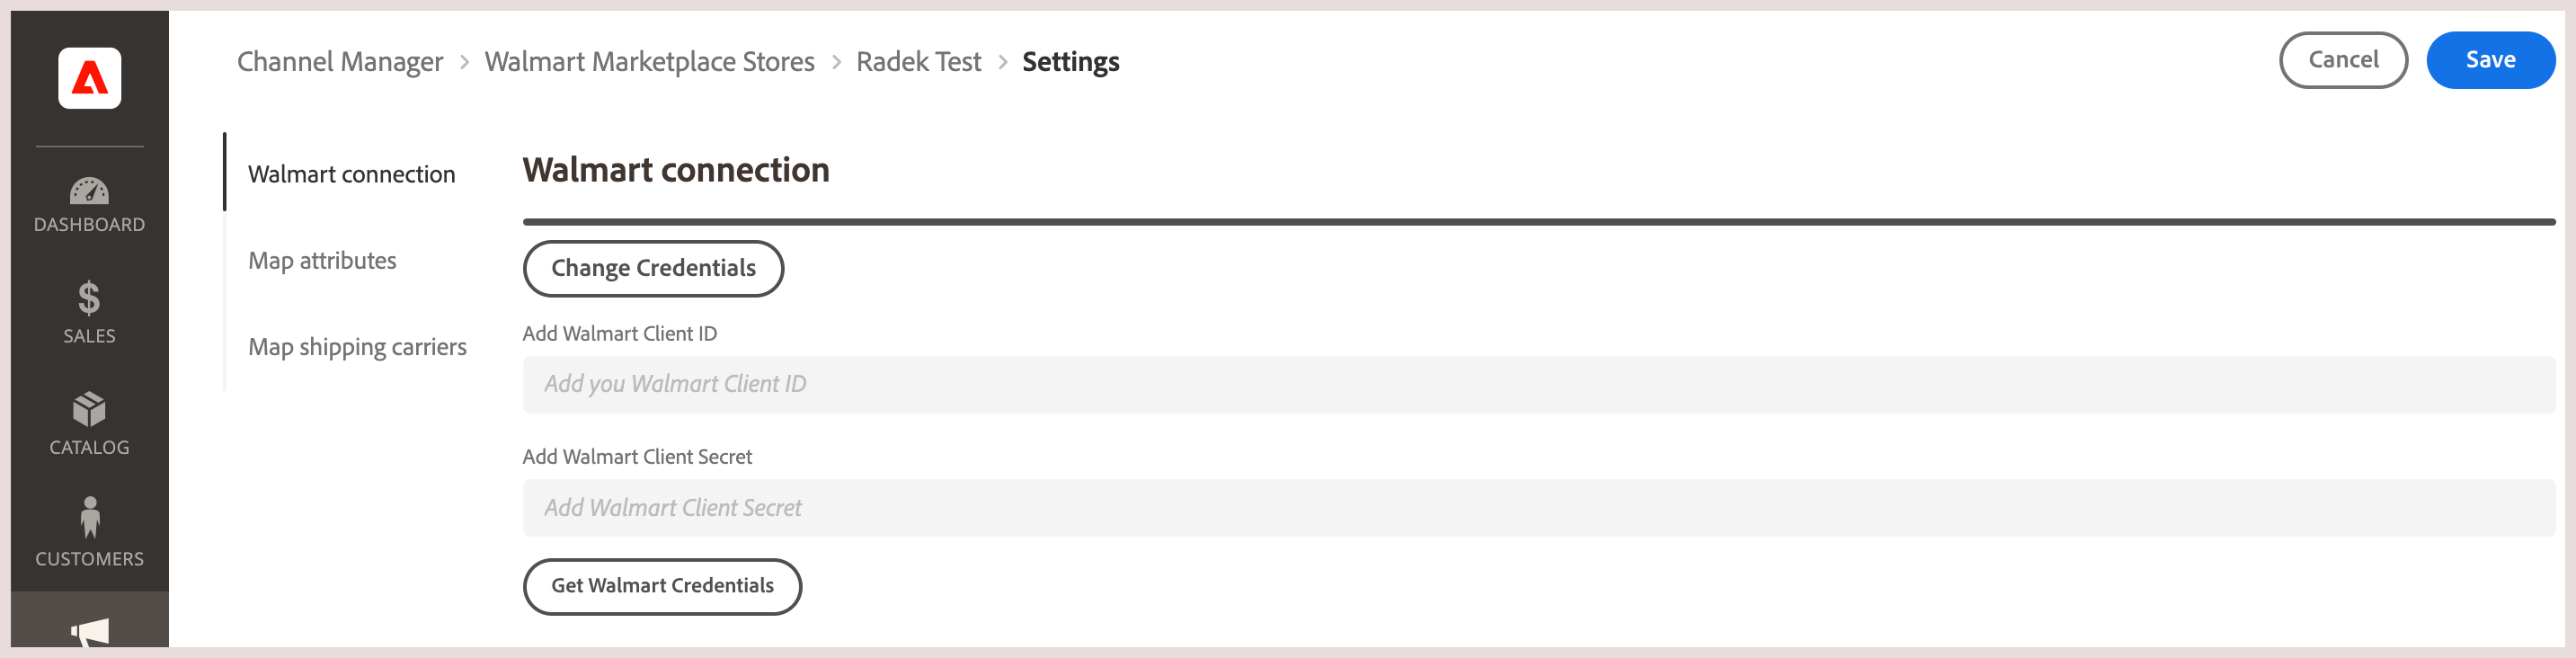 Channel Manager > Walmart Marketplace Stores > Radek Test > Settings
Cancel
Save
DASHBOARD
SALES
CATALOG
CUSTOMERS
Walmart connection
Map attributes
Map shipping carriers
Walmart connection
Change Credentials
Add Walmart Client ID
Add you Walmart Client ID
Add Walmart Client Secret
Add Walmart Client Secret
Get Walmart Credentials